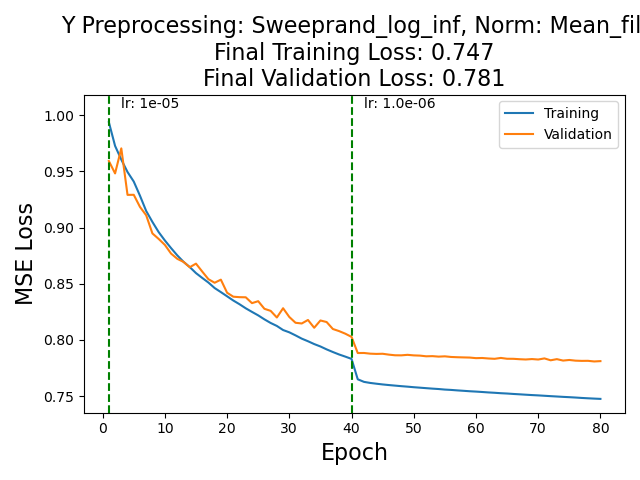 Y Preprocessing: Sweeprand_log_inf, Norm: Mean_fil
Final Training Loss: 0.747
Final Validation Loss: 0.781
lr: 1e-05
lr: 1.0e-06
Training
Validation
1.00
0.95
0.90
0.85
0.80
0.75
MSE Loss
0 10 20 30 40 50 60 70 80
Epoch